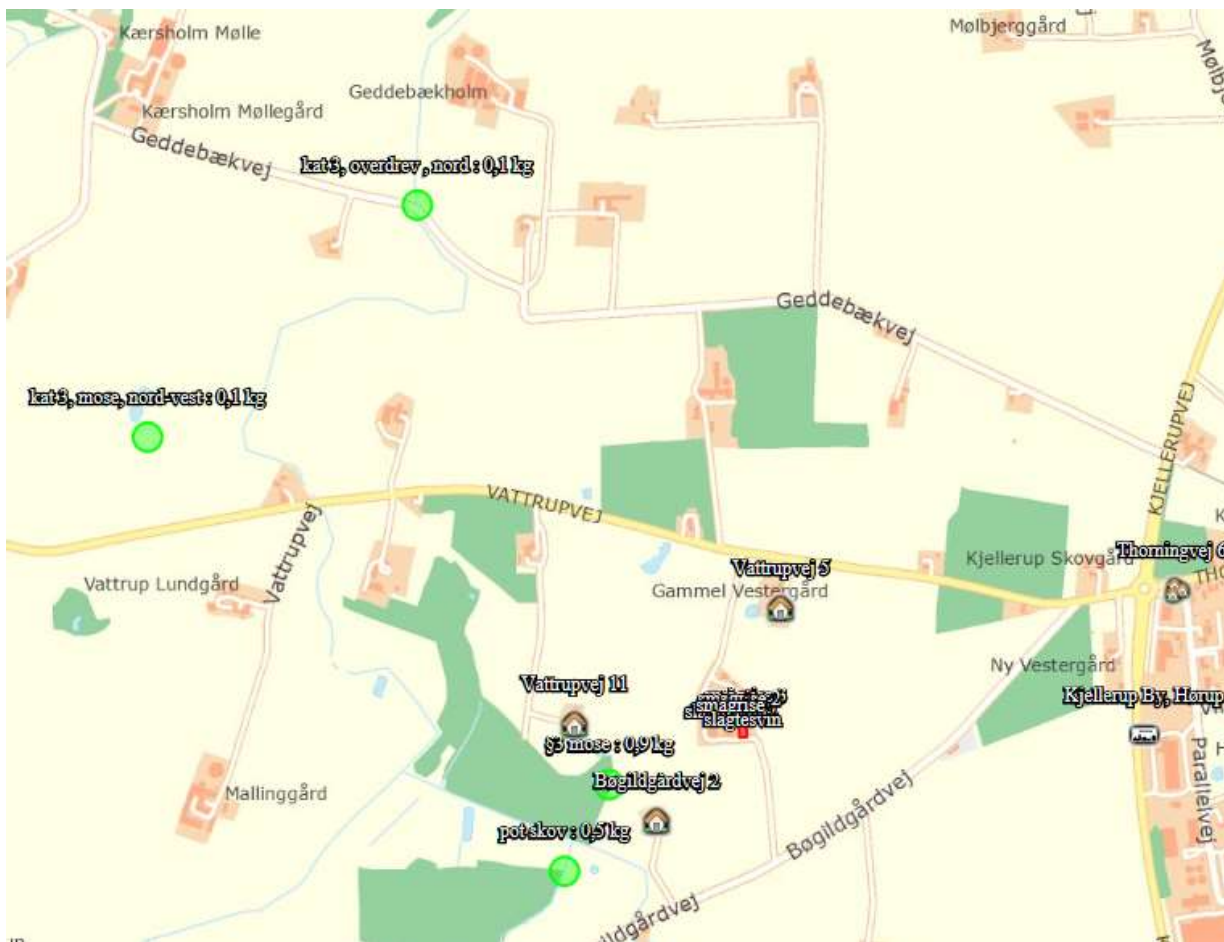 Kærsholm Mølle
Mølbjerggård
Geddebækholm
Kærsholm Møllegård
Geddebækvej
kat 3, overdrev , nord : 0,1 kg
Geddebækvej
kat 3, mose, nord-vest : 0,1 kg
KJELLERUPVEJ
VATTRUPVEJ
Vattrupvej
Kjellerup Skovgård
Thorningvej 6
Vattrupvej 5
Vattrup Lundgård
Gammel Vestergård
Ny Vestergård
Vattrupvej 11
Kjellerup By, Hørup
smågrise 2
slagtesvin
§3 mose : 0,9 kg
Bøgildgårdvej 2
Mallinggård
Parallelvej
pot skov : 0,5 kg
Bøgildgårdvej
ildgårdvej